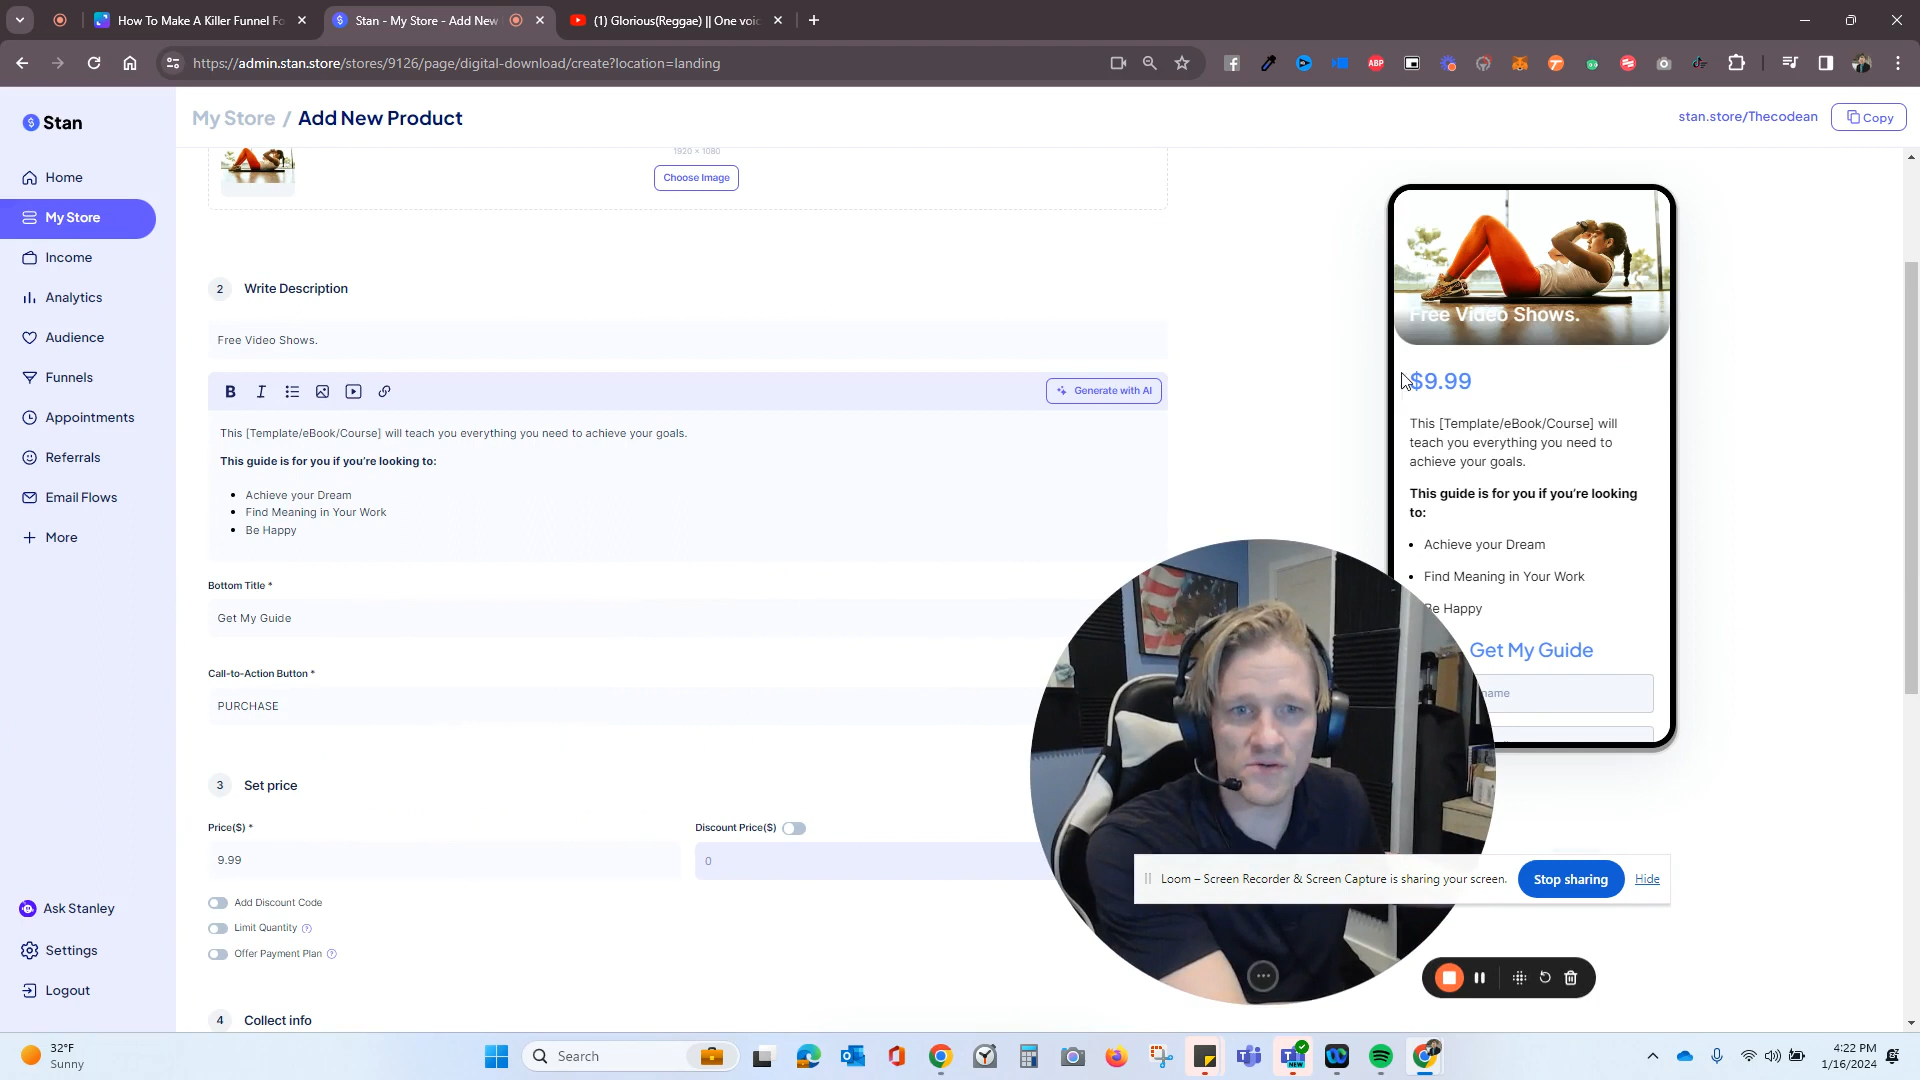 How To Make A Killer Funnel Fo
Stan - My Store - Add New
(1) Glorious(Reggae) || One voi
https://admin.stan.store/stores/9126/page/digital-download/create?location=landing
ABP
Stan
Home
My Store
Income
Analytics
Audience
Funnels
Appointments
Referrals
Email Flows
More
Ask Stanley
Settings
Logout
My Store / Add New Product
stan.store/Thecodean
Copy
1920 × 1080
Choose Image
2 Write Description
Free Video Shows.
B I
Generate with AI
This [Template/eBook/Course] will teach you everything you need to achieve your goals.
This guide is for you if you're looking to:
• Achieve your Dream
• Find Meaning in Your Work
• Be Happy
Bottom Title *
Get My Guide
Call-to-Action Button *
PURCHASE
3 Set price
Price($) *
Discount Price($)
9.99
0
Add Discount Code
Limit Quantity ?
Offer Payment Plan ?
4 Collect info
Free Video Shows.
$9.99
This [Template/eBook/Course] will
teach you everything you need to
achieve your goals.
This guide is for you if you're looking
to:
• Achieve your Dream
• Find Meaning in Your Work
Be Happy
Get My Guide
name
Loom – Screen Recorder & Screen Capture is sharing your screen.
Stop sharing
Hide
32°F
Sunny
Search
NEW
4:22 PM
1/16/2024